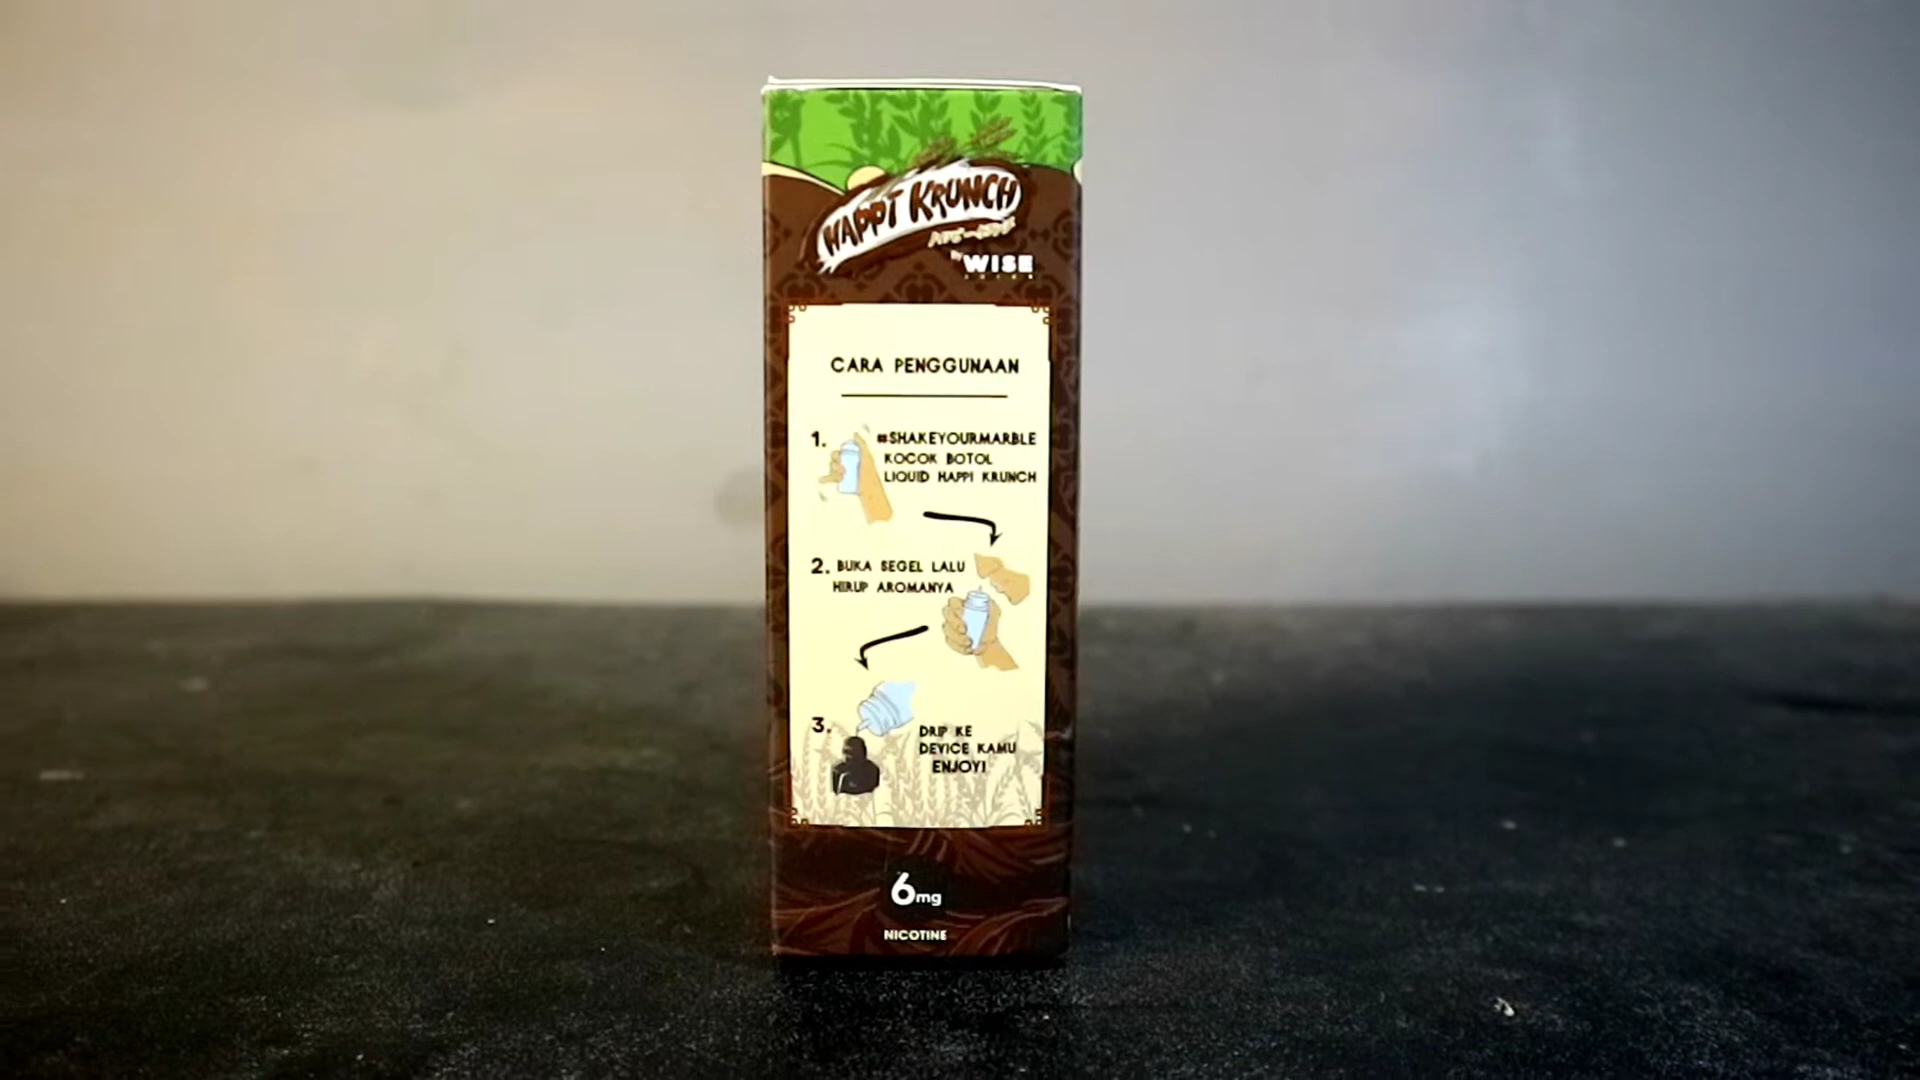 HAPPI KRUNCH
By WISE
CARA PENGGUNAAN
1. #SHAKEYOURMARBLE
KOCOK BOTOL
LIQUID HAPPI KRUNCH
2. BUKA SEGEL LALU
HIRUP AROMANYA
3. DRIP KE
DEVICE KAMU
ENJOY!
6mg
NICOTINE